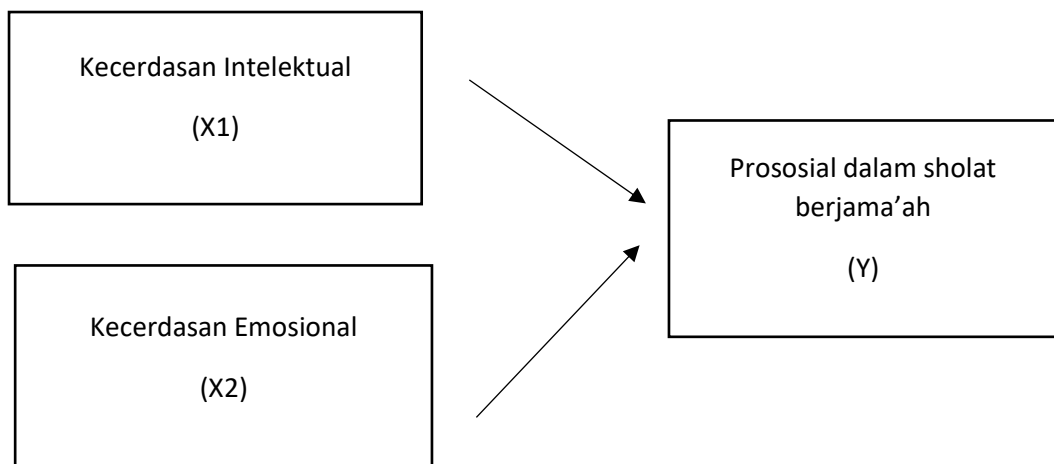 Kecerdasan Intelektual
(X1)
Prososial dalam sholat
berjama’ah
(Y)
Kecerdasan Emosional
(X2)